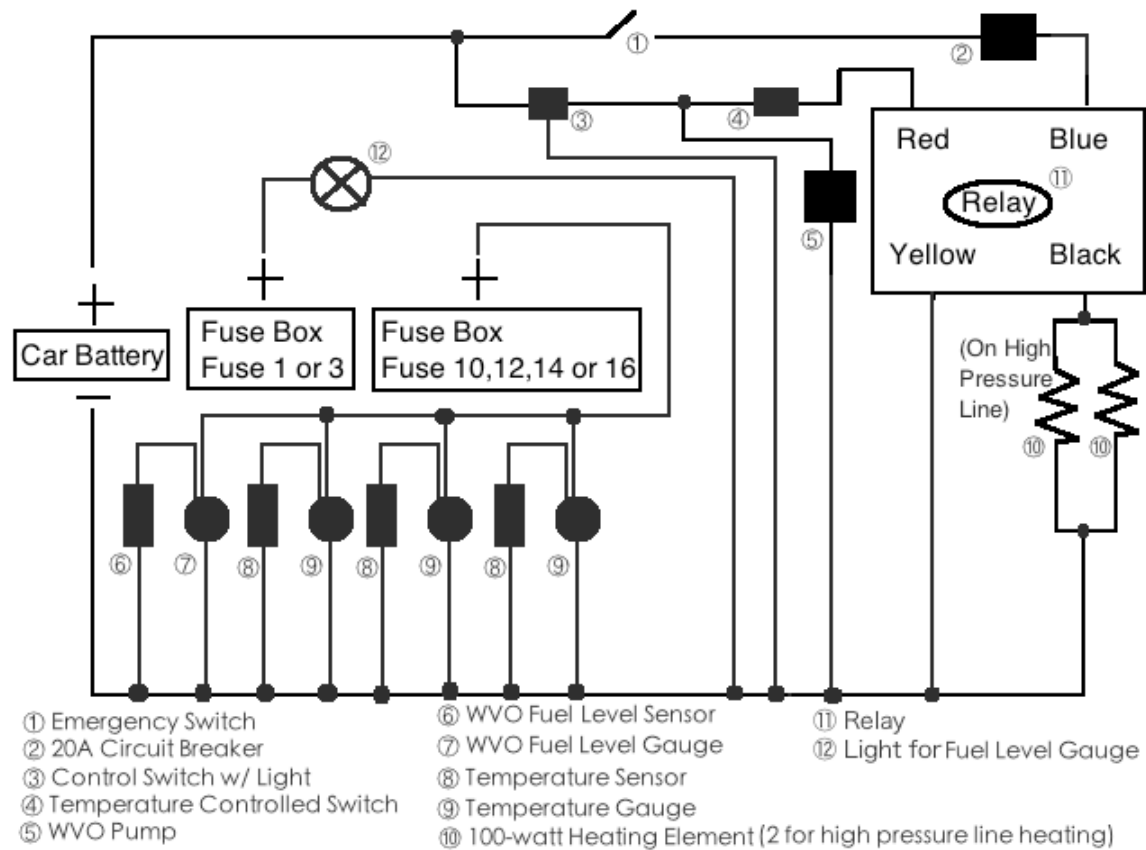 ①
②
③
④
⑫
Red Blue
⑪
Relay
⑤
Yellow Black
+
+
+
Car Battery
−
Fuse Box
Fuse 1 or 3
Fuse Box
Fuse 10,12,14 or 16
(On High
Pressure
Line)
⑩ ⑩
⑥ ⑦ ⑧ ⑨ ⑧ ⑨ ⑧ ⑨
① Emergency Switch
② 20A Circuit Breaker
③ Control Switch w/ Light
④ Temperature Controlled Switch
⑤ WVO Pump
⑥ WVO Fuel Level Sensor
⑦ WVO Fuel Level Gauge
⑧ Temperature Sensor
⑨ Temperature Gauge
⑩ 100-watt Heating Element (2 for high pressure line heating)
⑪ Relay
⑫ Light for Fuel Level Gauge